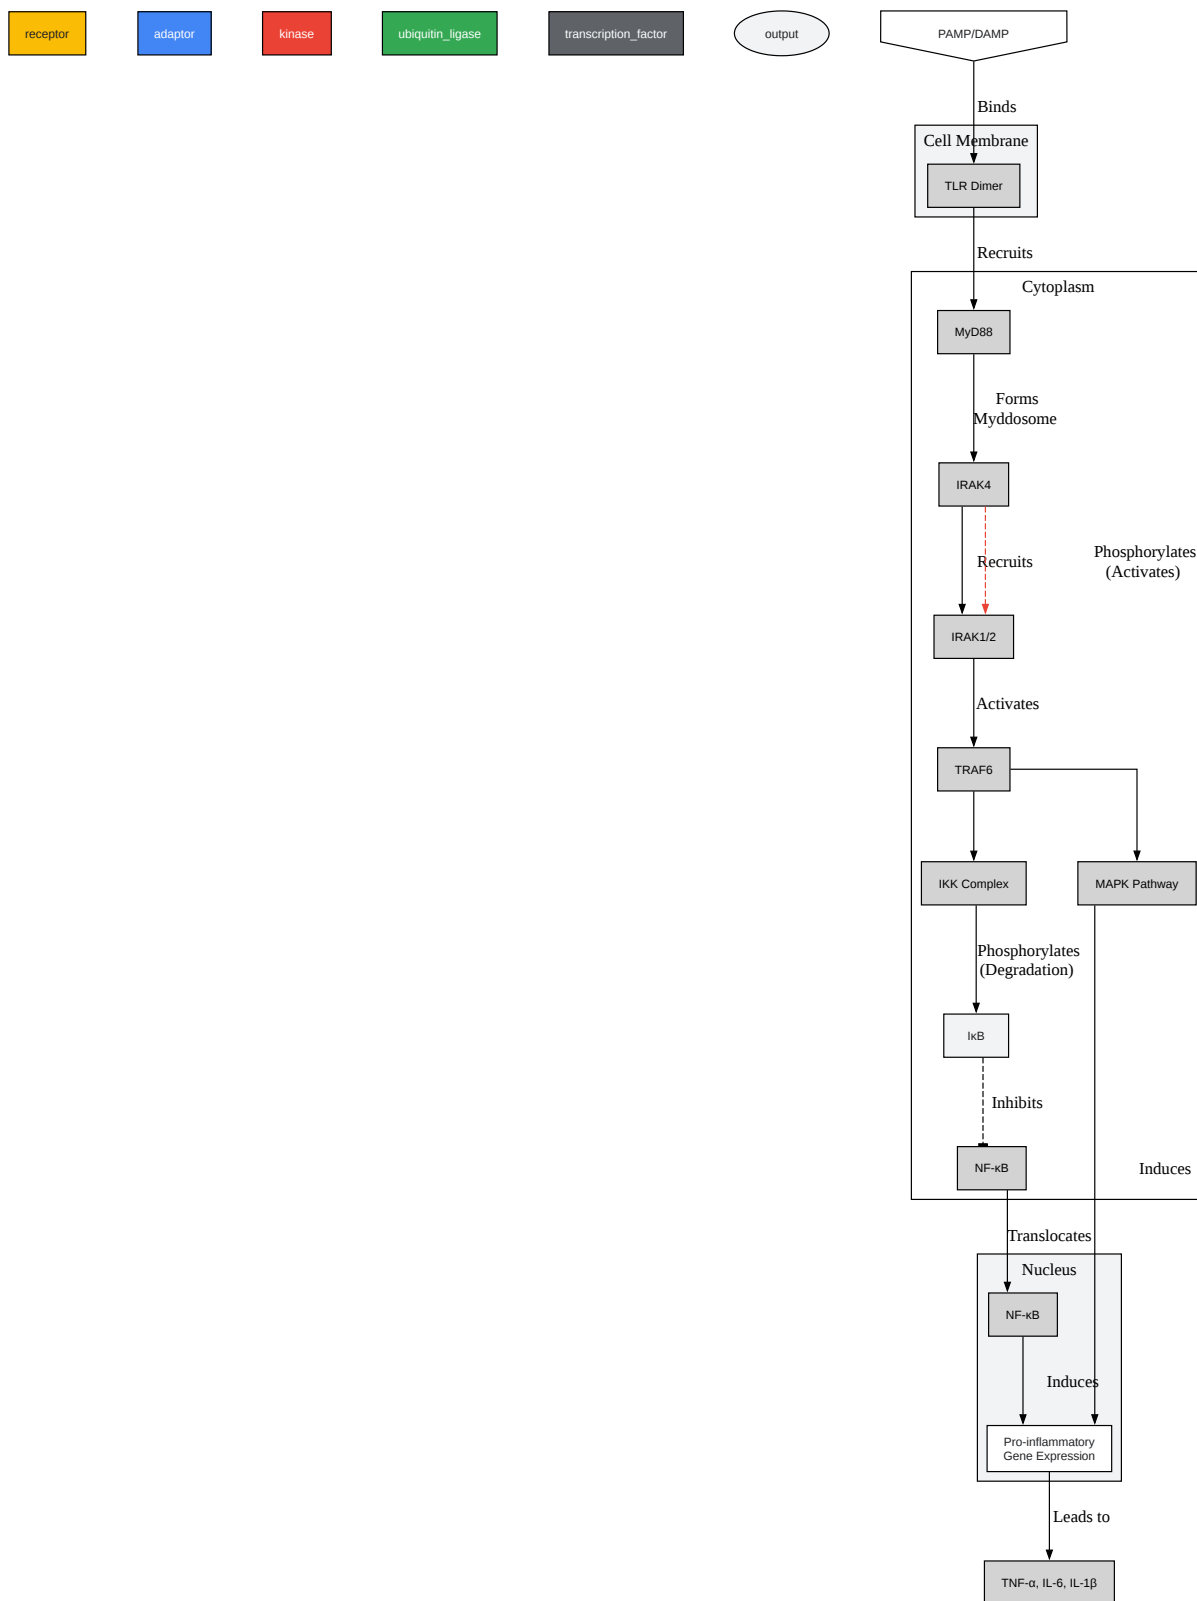 receptor
adaptor
kinase
ubiquitin_ligase
transcription_factor
output
PAMP/DAMP
Binds
Cell Membrane
TLR Dimer
Recruits
Cytoplasm
MyD88
Forms
Myddosome
IRAK4
Recruits
Phosphorylates
(Activates)
IRAK1/2
Activates
TRAF6
IKK Complex
MAPK Pathway
Phosphorylates
(Degradation)
IκB
Inhibits
NF-κB
Induces
Translocates
Nucleus
NF-κB
Induces
Pro-inflammatory
Gene Expression
Leads to
TNF-α, IL-6, IL-1β